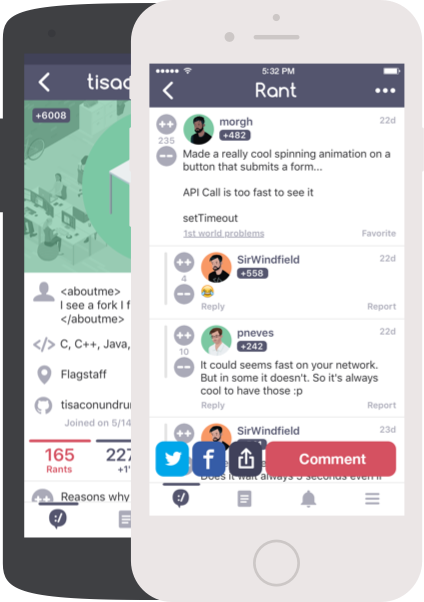 tisac
+6008
<aboutme>
I see a fork I f
</aboutme>
C, C++, Java,
Flagstaff
tisaconundrum
Joined on 5/14
165
Rants
227
+1'
++ Reasons why
5:32 PM
Rant
++
235
morgh
+482
22d
Made a really cool spinning animation on a
button that submits a form...
API Call is too fast to see it
setTimeout
1st world problems
Favorite
++
4
SirWindfield
+558
22d
Reply
Report
++
10
pneves
+242
22d
It could seems fast on your network.
But in some it doesn't. So it's always
cool to have those :p
Reply
Report
++
SirWindfield
23d
Comment
Does it wait always 5 seconds even if